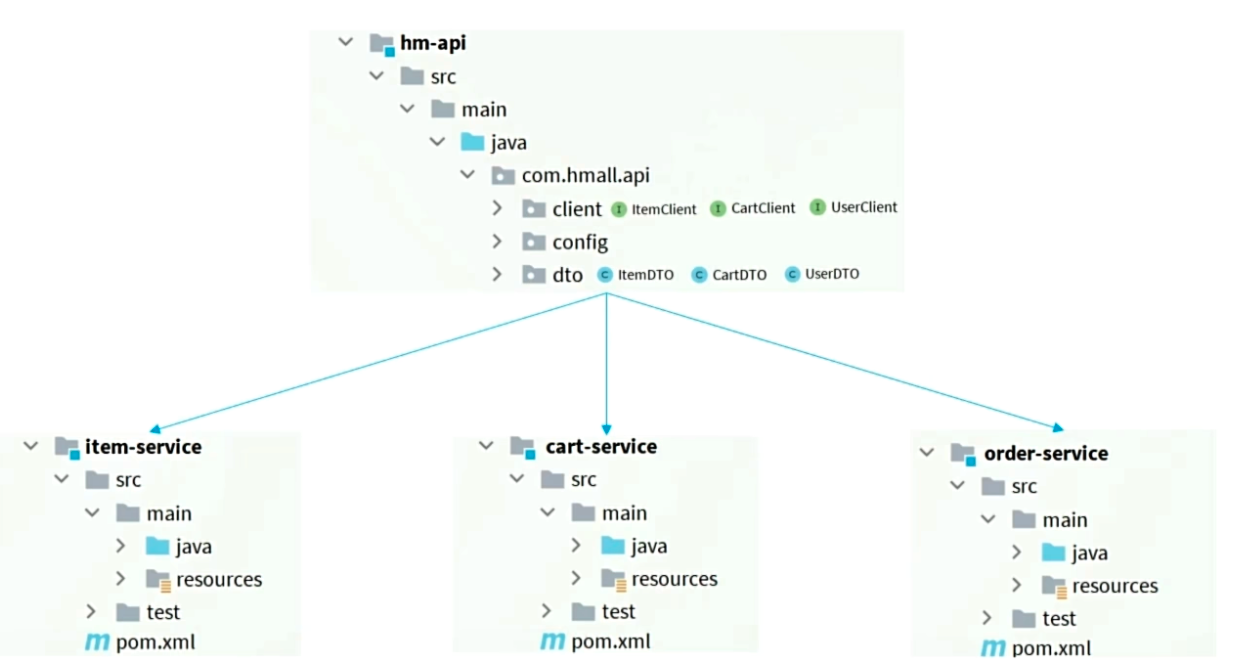 hm-api
src
main
java
com.hmall.api
client I ItemClient I CartClient I UserClient
config
dto C ItemDTO C CartDTO C UserDTO
item-service
src
main
java
resources
test
m pom.xml
cart-service
src
main
java
resources
test
m pom.xml
order-service
src
main
java
resources
test
m pom.xml